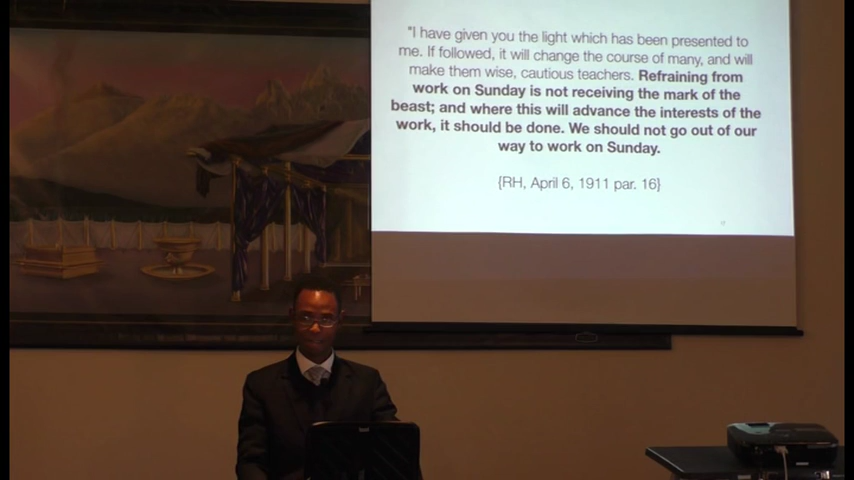 "I have given you the light which has been presented to
me. If followed, it will change the course of many, and will
make them wise, cautious teachers. Refraining from
work on Sunday is not receiving the mark of the
beast; and where this will advance the interests of the
work, it should be done. We should not go out of our
way to work on Sunday.
{RH, April 6, 1911 par. 16}